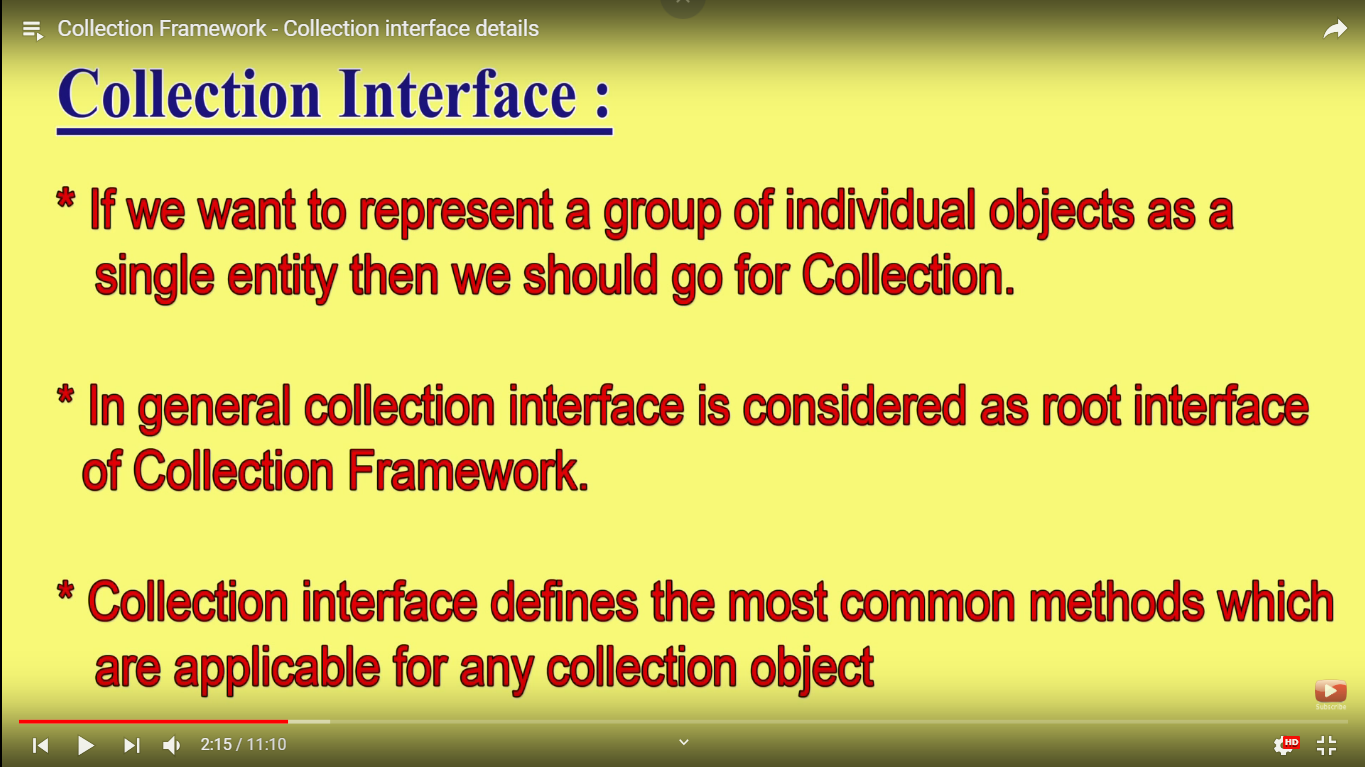 Collection Framework - Collection interface details
Collection Interface :
* If we want to represent a group of individual objects as a
single entity then we should go for Collection.
* In general collection interface is considered as root interface
of Collection Framework.
* Collection interface defines the most common methods which
are applicable for any collection object
Subscribe
2:15 / 11:10
HD